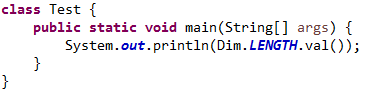 class Test {
    public static void main(String[] args) {
        System.out.println(Dim.LENGTH.val());
    }
}